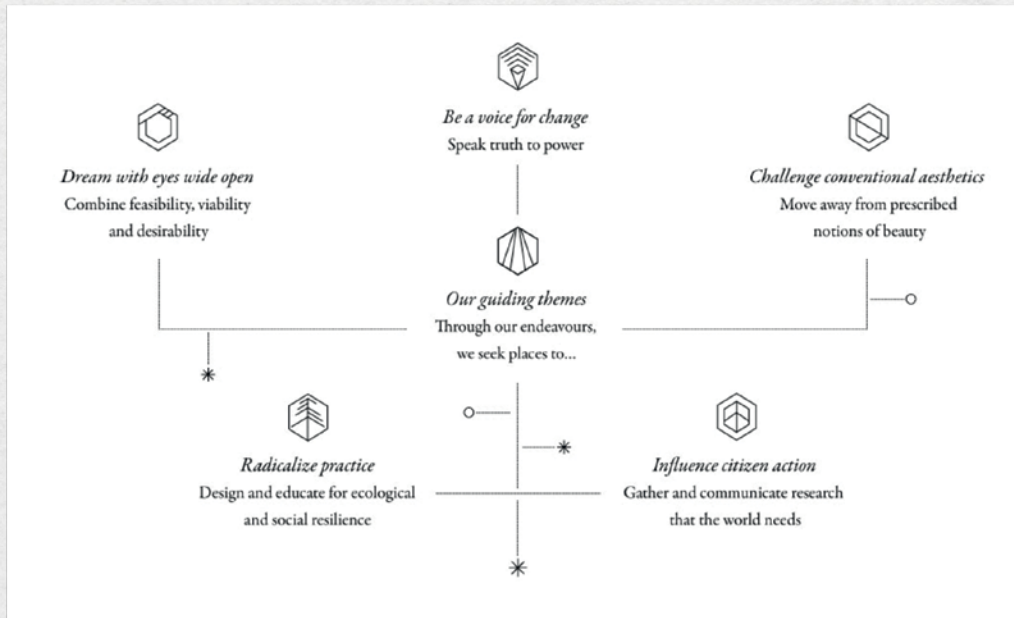 Be a voice for change
Speak truth to power
Dream with eyes wide open
Combine feasibility, viability
and desirability
Challenge conventional aesthetics
Move away from prescribed
notions of beauty
Our guiding themes
Through our endeavours,
we seek places to...
Radicalize practice
Design and educate for ecological
and social resilience
Influence citizen action
Gather and communicate research
that the world needs